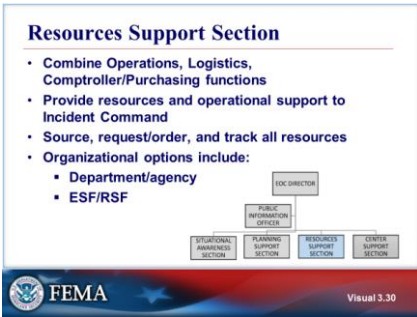 Resources Support Section
• Combine Operations, Logistics,
Comptroller/Purchasing functions
• Provide resources and operational support to
Incident Command
• Source, request/order, and track all resources
• Organizational options include:
▪ Department/agency
▪ ESF/RSF
EOC DIRECTOR
PUBLIC
INFORMATION
OFFICER
SITUATIONAL
AWARENESS
SECTION
PLANNING
SUPPORT
SECTION
RESOURCES
SUPPORT
SECTION
CENTER
SUPPORT
SECTION
FEMA
Visual 3.30